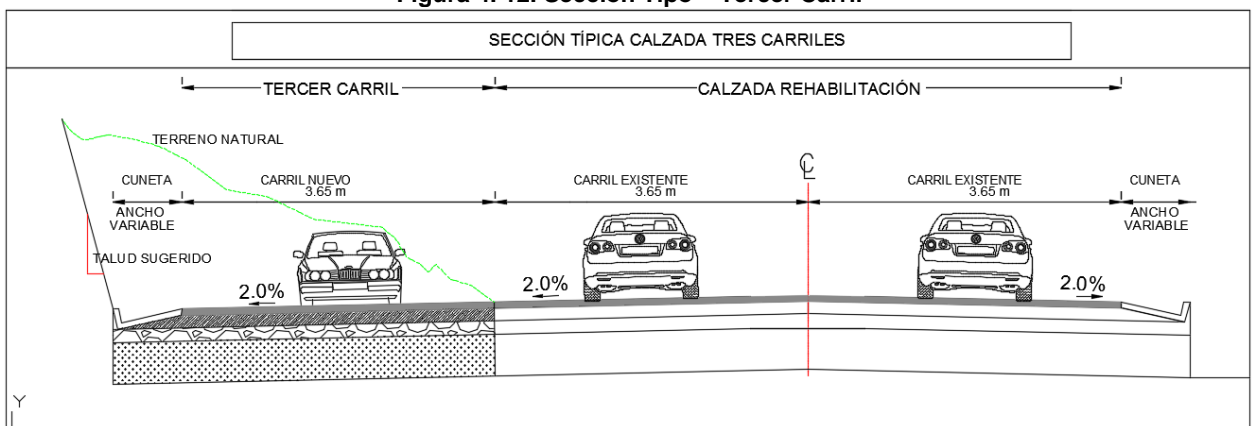 Figura 4. 12. Sección Tipo – Tercer Carril
SECCIÓN TÍPICA CALZADA TRES CARRILES
TERCER CARRIL
CALZADA REHABILITACIÓN
TERRENO NATURAL
CUNETA
CARRIL NUEVO
3.65 m
CARRIL EXISTENTE
3.65 m
CARRIL EXISTENTE
3.65 m
CUNETA
ANCHO
VARIABLE
ANCHO
VARIABLE
TALUD SUGERIDO
2.0%
2.0%
2.0%
Y